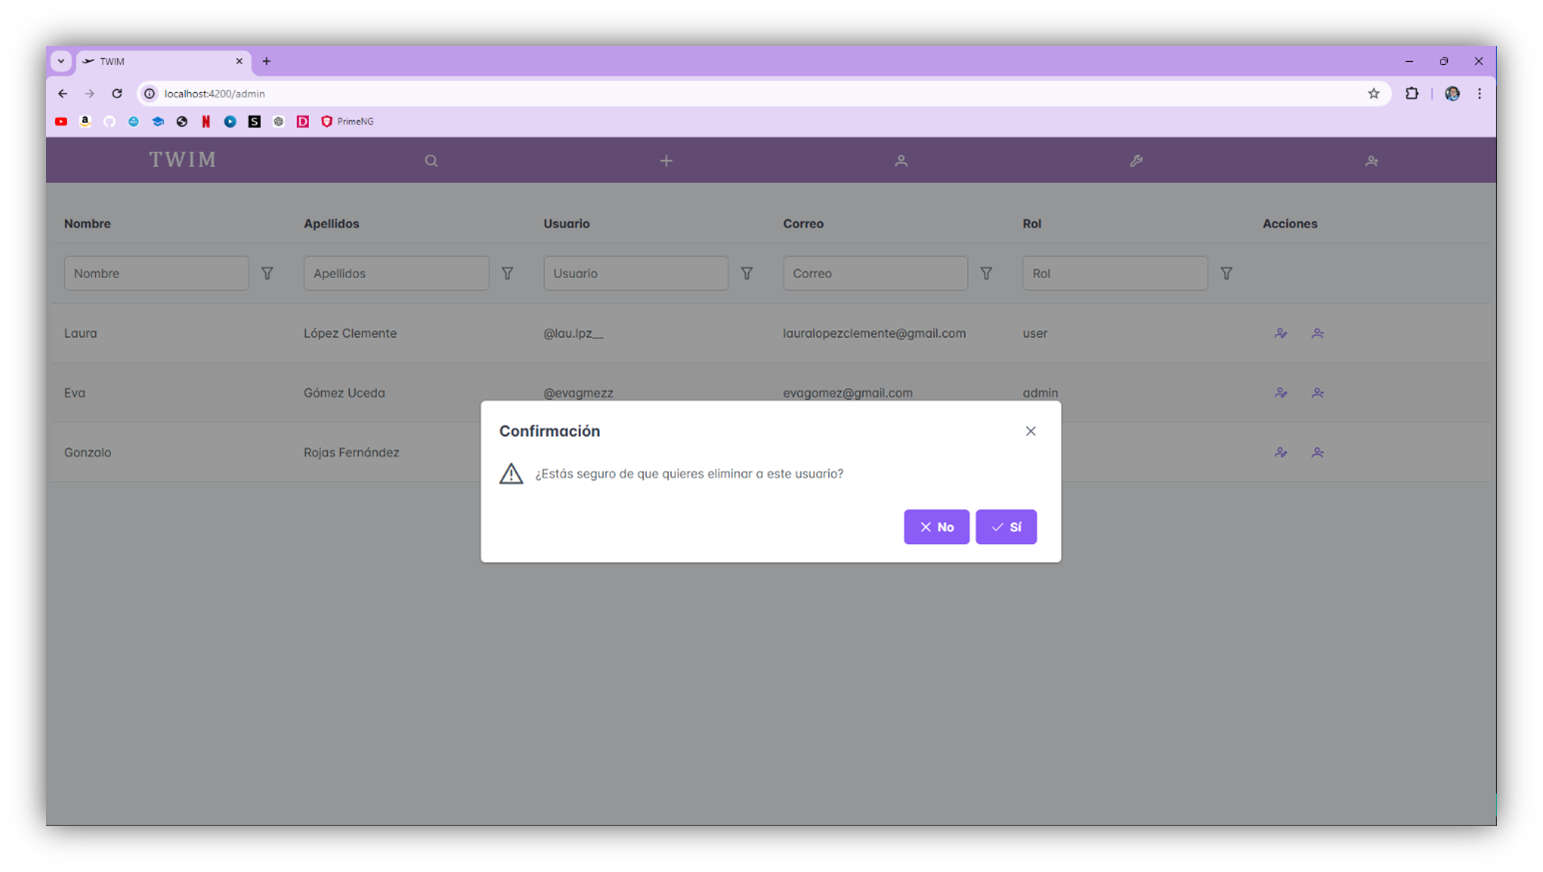 TWIM
localhost:4200/admin
PrimeNG
TWIM
Nombre Apellidos Usuario Correo Rol Acciones
Nombre Apellidos Usuario Correo Rol
Laura López Clemente @lau.lpz__ lauralopezclemente@gmail.com user
Eva Gómez Uceda @evagmezz evagomez@gmail.com admin
Gonzalo Rojas Fernández
Confirmación
¿Estás seguro de que quieres eliminar a este usuario?
No Sí